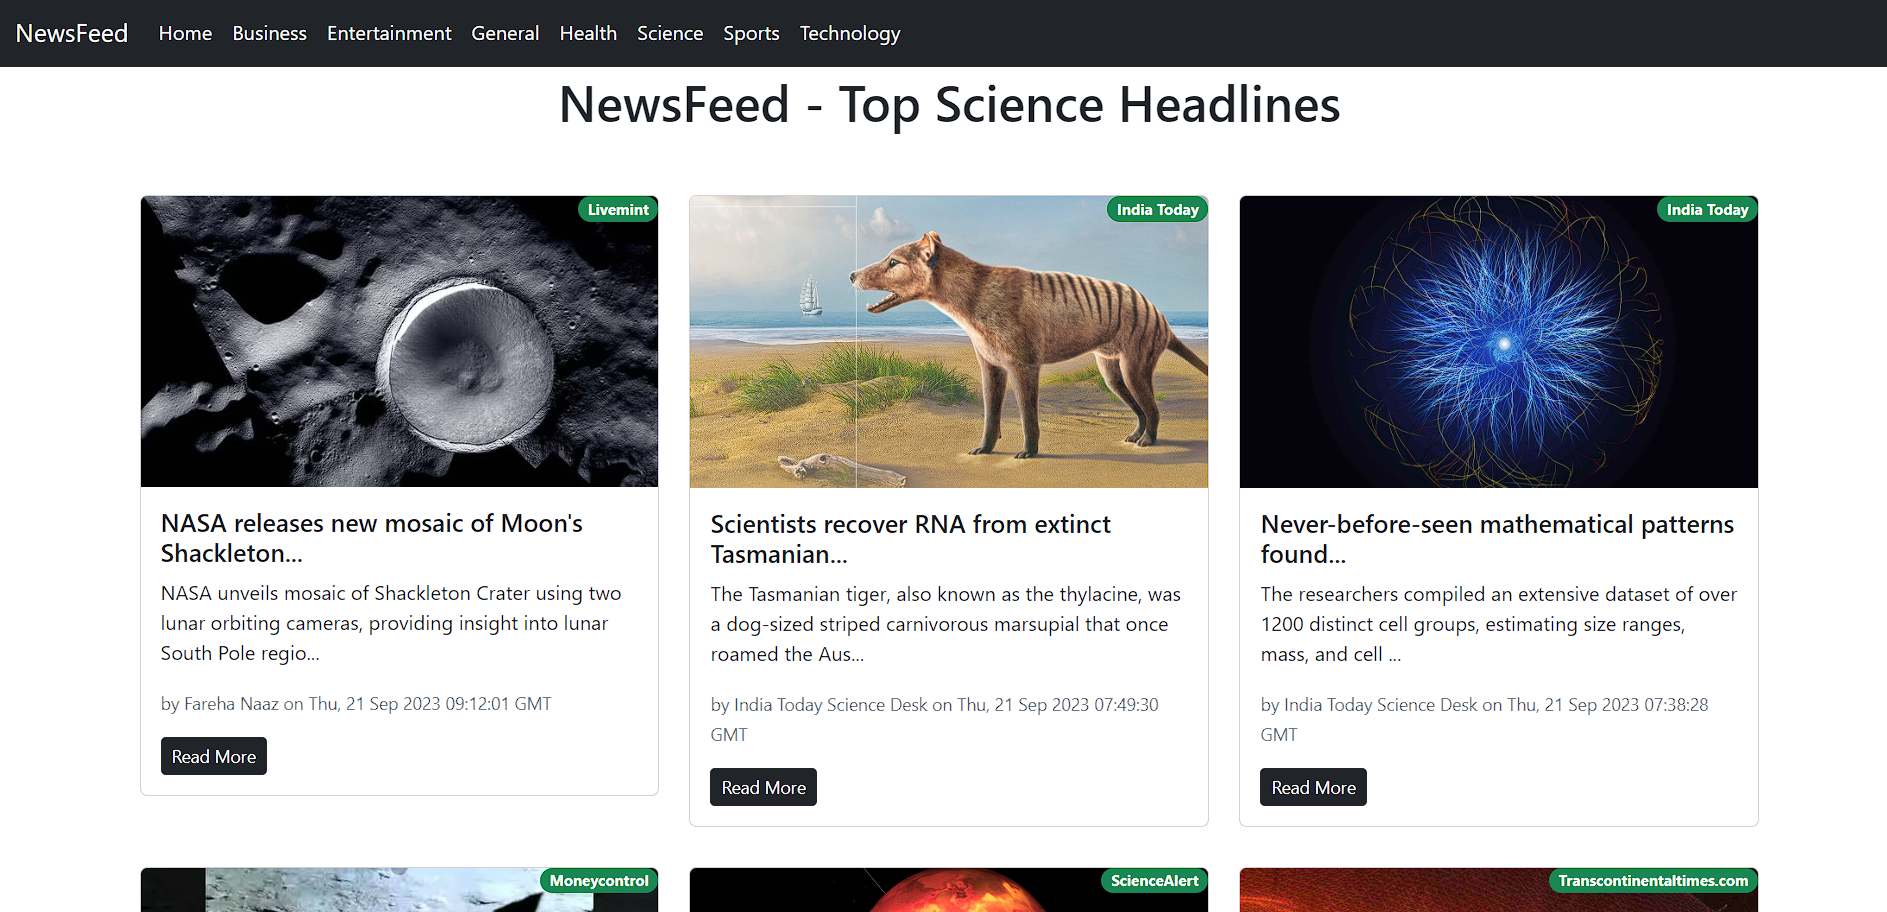 NewsFeed Home Business Entertainment General Health Science Sports Technology
NewsFeed - Top Science Headlines
Livemint
NASA releases new mosaic of Moon's
Shackleton...
NASA unveils mosaic of Shackleton Crater using two
lunar orbiting cameras, providing insight into lunar
South Pole regio...
by Fareha Naaz on Thu, 21 Sep 2023 09:12:01 GMT
Read More
India Today
Scientists recover RNA from extinct
Tasmanian...
The Tasmanian tiger, also known as the thylacine, was
a dog-sized striped carnivorous marsupial that once
roamed the Aus...
by India Today Science Desk on Thu, 21 Sep 2023 07:49:30
GMT
Read More
India Today
Never-before-seen mathematical patterns
found...
The researchers compiled an extensive dataset of over
1200 distinct cell groups, estimating size ranges,
mass, and cell ...
by India Today Science Desk on Thu, 21 Sep 2023 07:38:28
GMT
Read More
Moneycontrol
ScienceAlert
Transcontinentaltimes.com